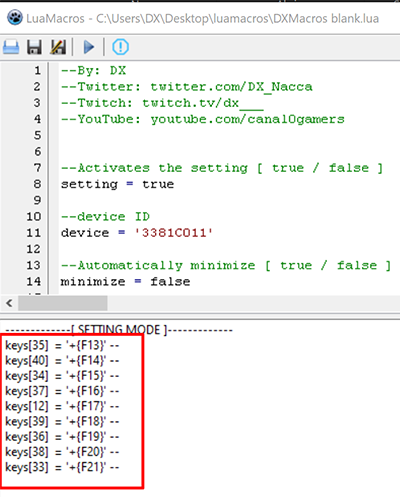 LuaMacros - C:\Users\DX\Desktop\luamacros\DXMacros blank.lua
1 --By: DX
2 --Twitter: twitter.com/DX_Nacca
3 --Twitch: twitch.tv/dx___
4 --YouTube: youtube.com/canal0gamers
5
6
7 --Activates the setting [ true / false ]
8 setting = true
9
10 --device ID
11 device = '3381C011'
12
13 --Automatically minimize [ true / false ]
14 minimize = false
-------------[ SETTING MODE ]-------------
keys[35] = '+{F13}' --
keys[40] = '+{F14}' --
keys[34] = '+{F15}' --
keys[37] = '+{F16}' --
keys[12] = '+{F17}' --
keys[39] = '+{F18}' --
keys[36] = '+{F19}' --
keys[38] = '+{F20}' --
keys[33] = '+{F21}' --